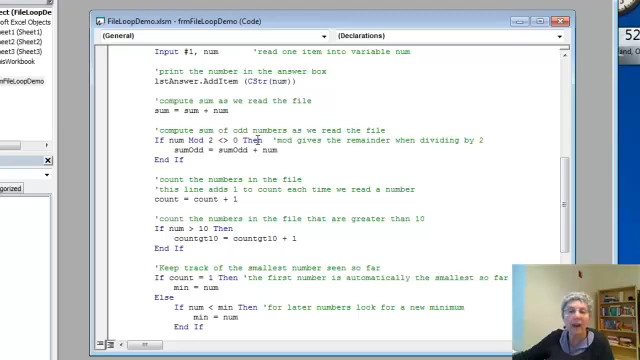 FileLoopDemo.xlsm - frmFileLoopDemo (Code)
(General)
(Declarations)
FileLoopDemo
Sheet1 (Sheet1)
Sheet2 (Sheet2)
Sheet3 (Sheet3)
frmFileLoopDemo
Input #1, num 'read one item into variable num
'print the number in the answer box
lstAnswer.AddItem (CStr(num))
'compute sum as we read the file
sum = sum + num
'compute sum of odd numbers as we read the file
If num Mod 2 <> 0 Then 'mod gives the remainder when dividing by 2
sumOdd = sumOdd + num
End If
'count the numbers in the file
'this line adds 1 to count each time we read a number
count = count + 1
'count the numbers in the file that are greater than 10
If num > 10 Then
countgt10 = countgt10 + 1
End If
'Keep track of the smallest number seen so far
If count = 1 Then 'the first number is automatically the smallest so far
min = num
Else
If num < min Then 'for later numbers look for a new minimum
min = num
End If
52